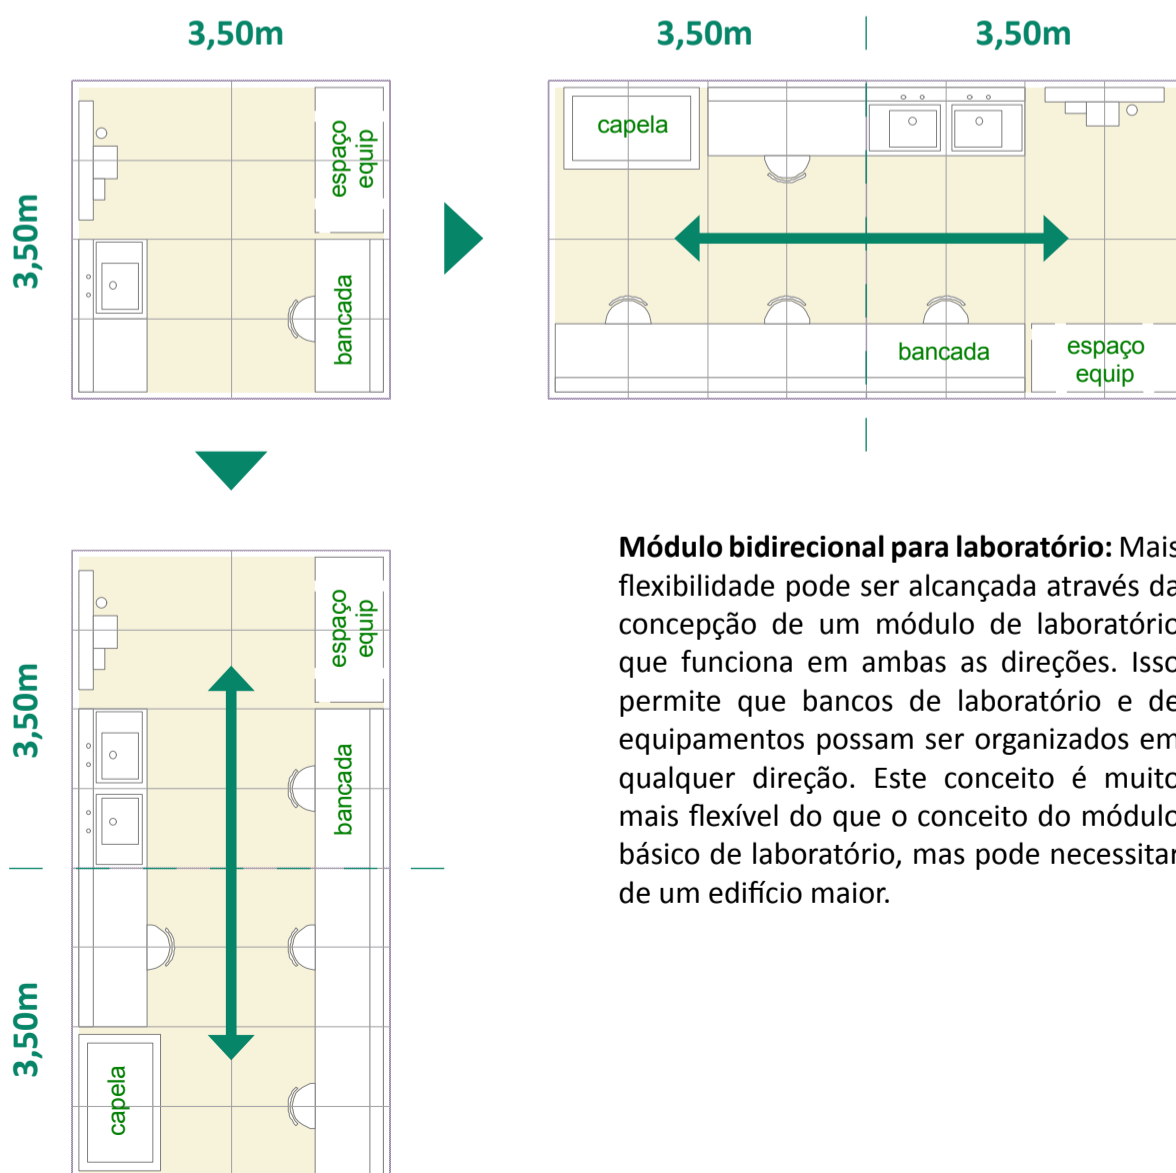 3,50m
3,50m
3,50m
3,50m
espaço
equip
bancada
capela
bancada
espaço
equip
3,50m
3,50m
espaço
equip
bancada
capela
Módulo bidirecional para laboratório: Mais
flexibilidade pode ser alcançada através da
concepção de um módulo de laboratório
que funciona em ambas as direções. Isso
permite que bancos de laboratório e de
equipamentos possam ser organizados em
qualquer direção. Este conceito é muito
mais flexível do que o conceito do módulo
básico de laboratório, mas pode necessitar
de um edifício maior.